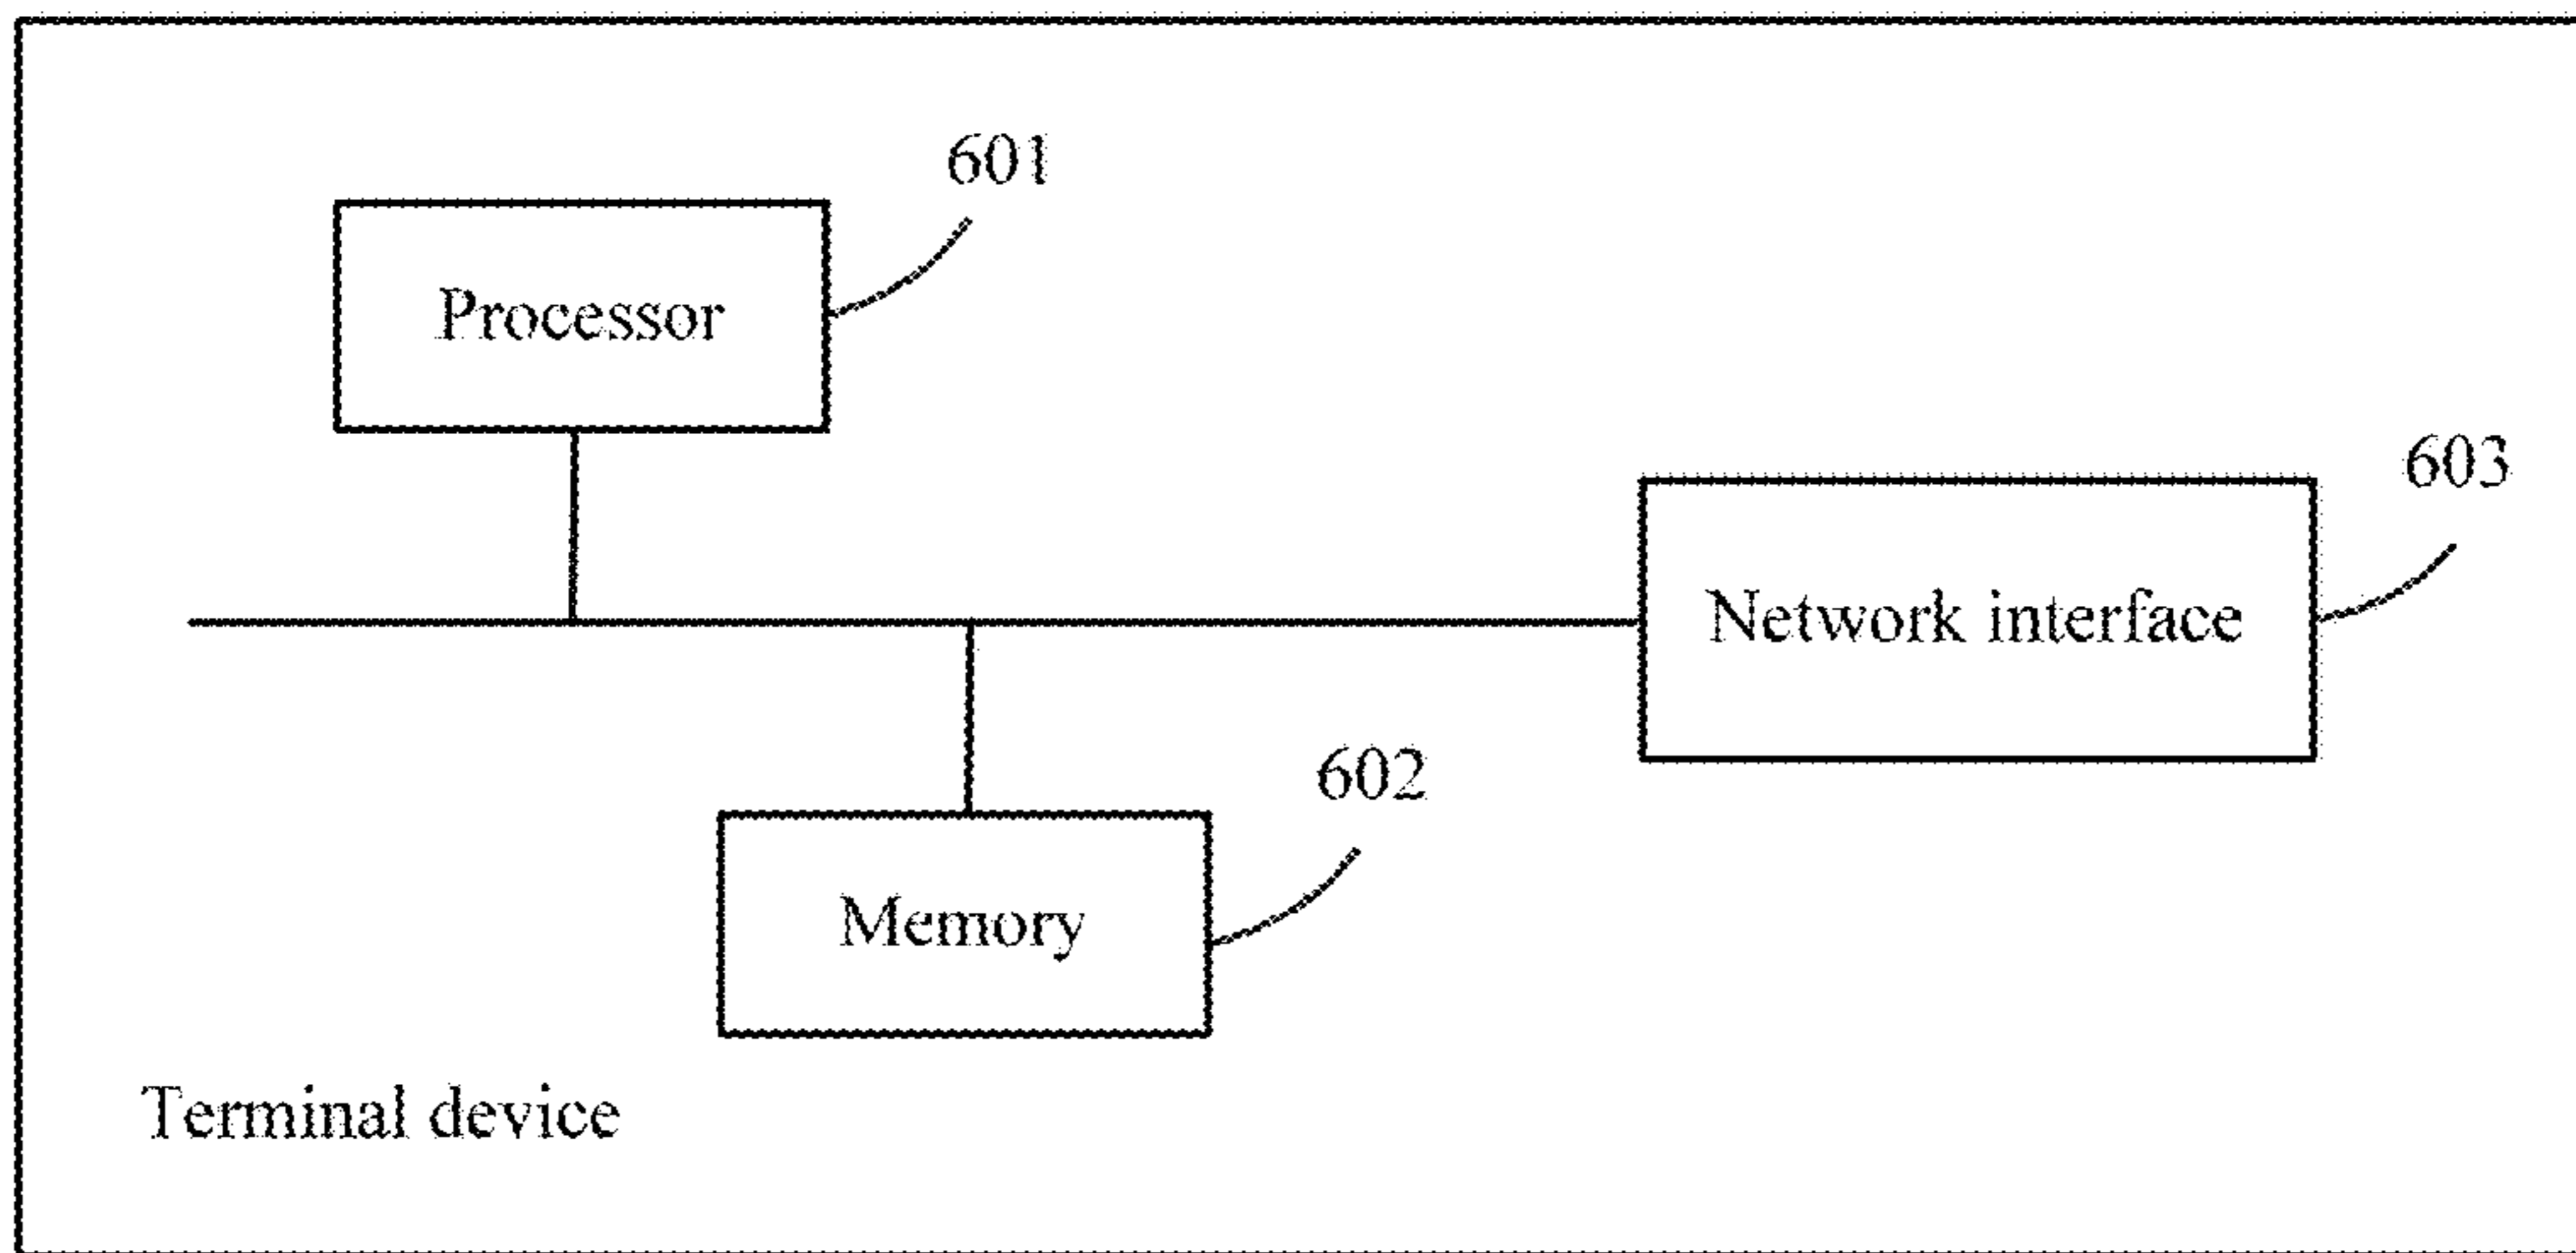 601
Processor
603
Network interface
602
Memory
Terminal device